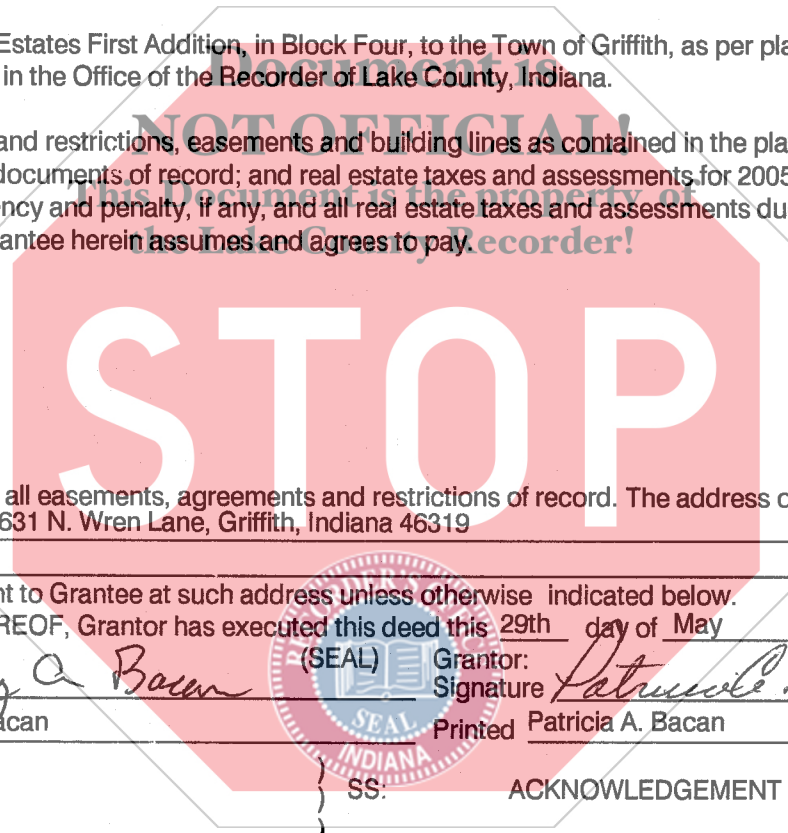 Estates First Addition, in Block Four, to the Town of Griffith, as per pla
in the Office of the Recorder of Lake County, Indiana.
Document is
NOT OFFICIAL!
This Document is the property of
the Lake County Recorder!
and restrictions, easements and building lines as contained in the pla
documents of record; and real estate taxes and assessments for 2005
ency and penalty, if any, and all real estate taxes and assessments du
antee herein assumes and agrees to pay.
STOP
all easements, agreements and restrictions of record. The address o
631 N. Wren Lane, Griffith, Indiana 46319
nt to Grantee at such address unless otherwise indicated below.
REOF, Grantor has executed this deed this 29th day of May
(SEAL) Grantor:
A Bacan Signature Patricia
acan Printed Patricia A. Bacan
RECORDER'S OFFICE
SEAL
INDIANA
) SS: ACKNOWLEDGEMENT
)